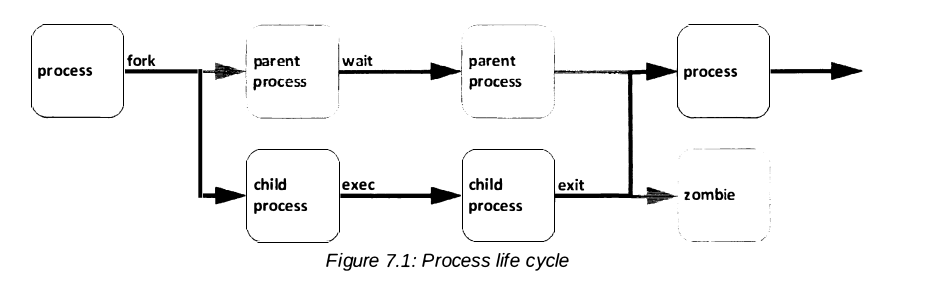 process
fork
parent
process
wait
parent
process
process
child
process
exec
child
process
exit
zombie
Figure 7.1: Process life cycle